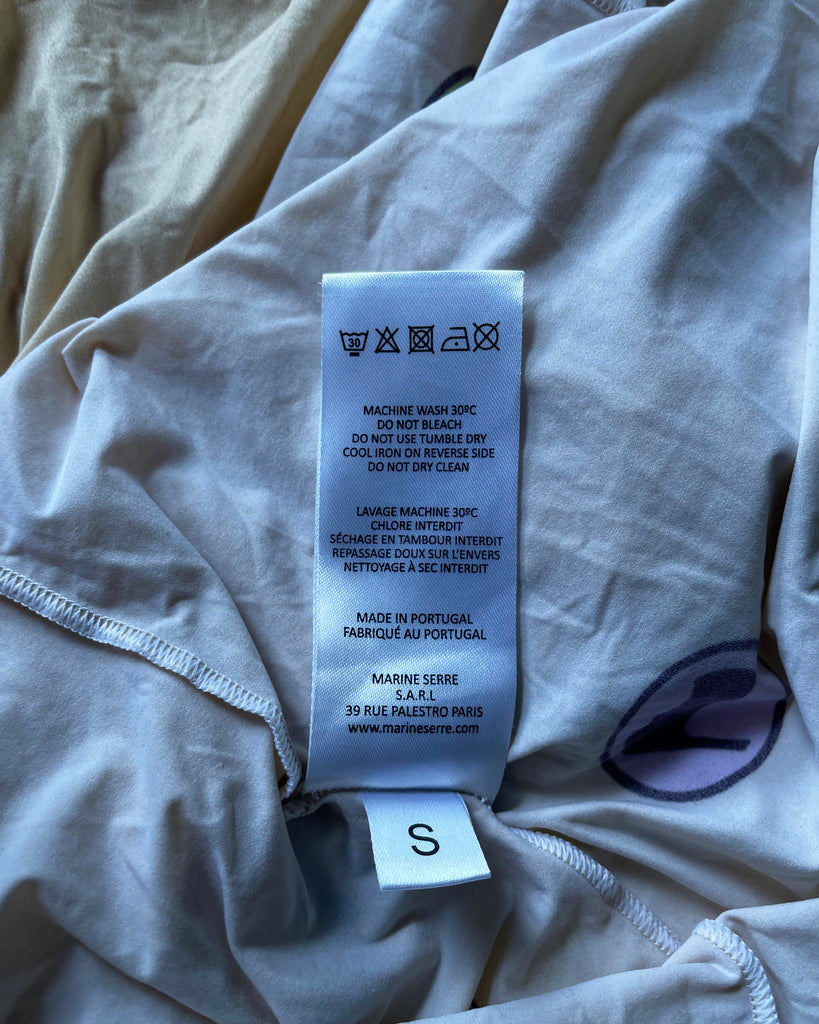 30
MACHINE WASH 30ºC
DO NOT BLEACH
DO NOT USE TUMBLE DRY
COOL IRON ON REVERSE SIDE
DO NOT DRY CLEAN
LAVAGE MACHINE 30ºC
CHLORE INTERDIT
SÉCHAGE EN TAMBOUR INTERDIT
REPASSAGE DOUX SUR L'ENVERS
NETTOYAGE À SEC INTERDIT
MADE IN PORTUGAL
FABRIQUÉ AU PORTUGAL
MARINE SERRE
S.A.R.L
39 RUE PALESTRO PARIS
www.marineserre.com
S